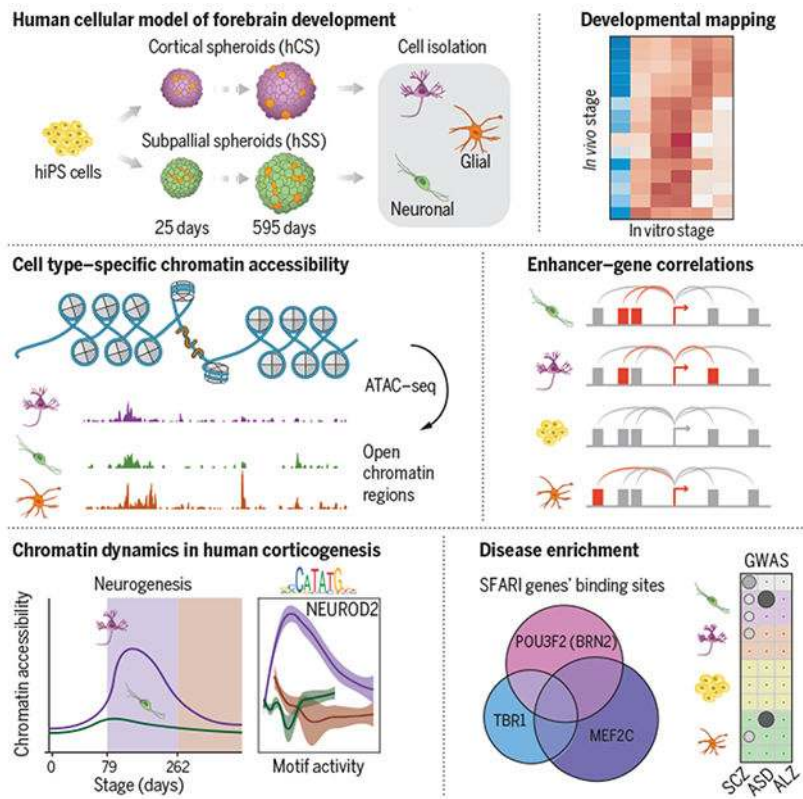 Human cellular model of forebrain development
Cortical spheroids (hCS)
Cell isolation
hiPS cells
Subpallial spheroids (hSS)
Glial
Neuronal
25 days
595 days
Developmental mapping
In vivo stage
In vitro stage
Cell type–specific chromatin accessibility
ATAC–seq
Open
chromatin
regions
Enhancer–gene correlations
Chromatin dynamics in human corticogenesis
Neurogenesis
CATATG
NEUROD2
Chromatin accessibility
0
79
262
Stage (days)
Motif activity
Disease enrichment
SFARI genes' binding sites
GWAS
POU3F2 (BRN2)
TBR1
MEF2C
SCZ
ASD
ALZ